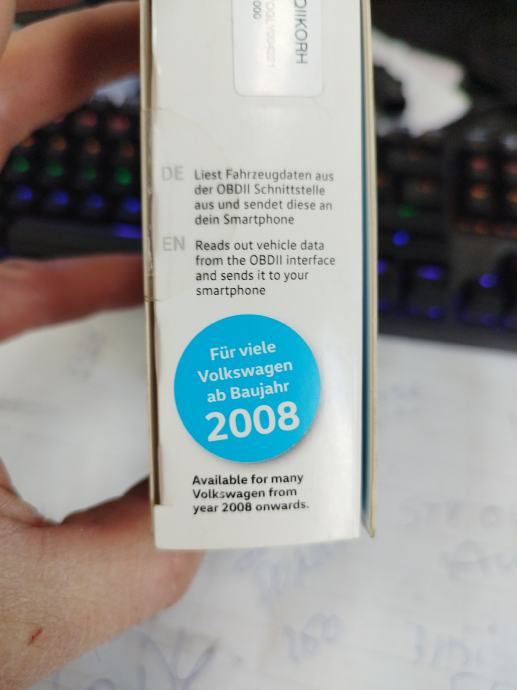 OIIKORH
000
DE Liest Fahrzeugdaten aus
der OBDII Schnittstelle
aus und sendet diese an
dein Smartphone
EN Reads out vehicle data
from the OBDII interface
and sends it to your
smartphone
Für viele
Volkswagen
ab Baujahr
2008
Available for many
Volkswagen from
year 2008 onwards.